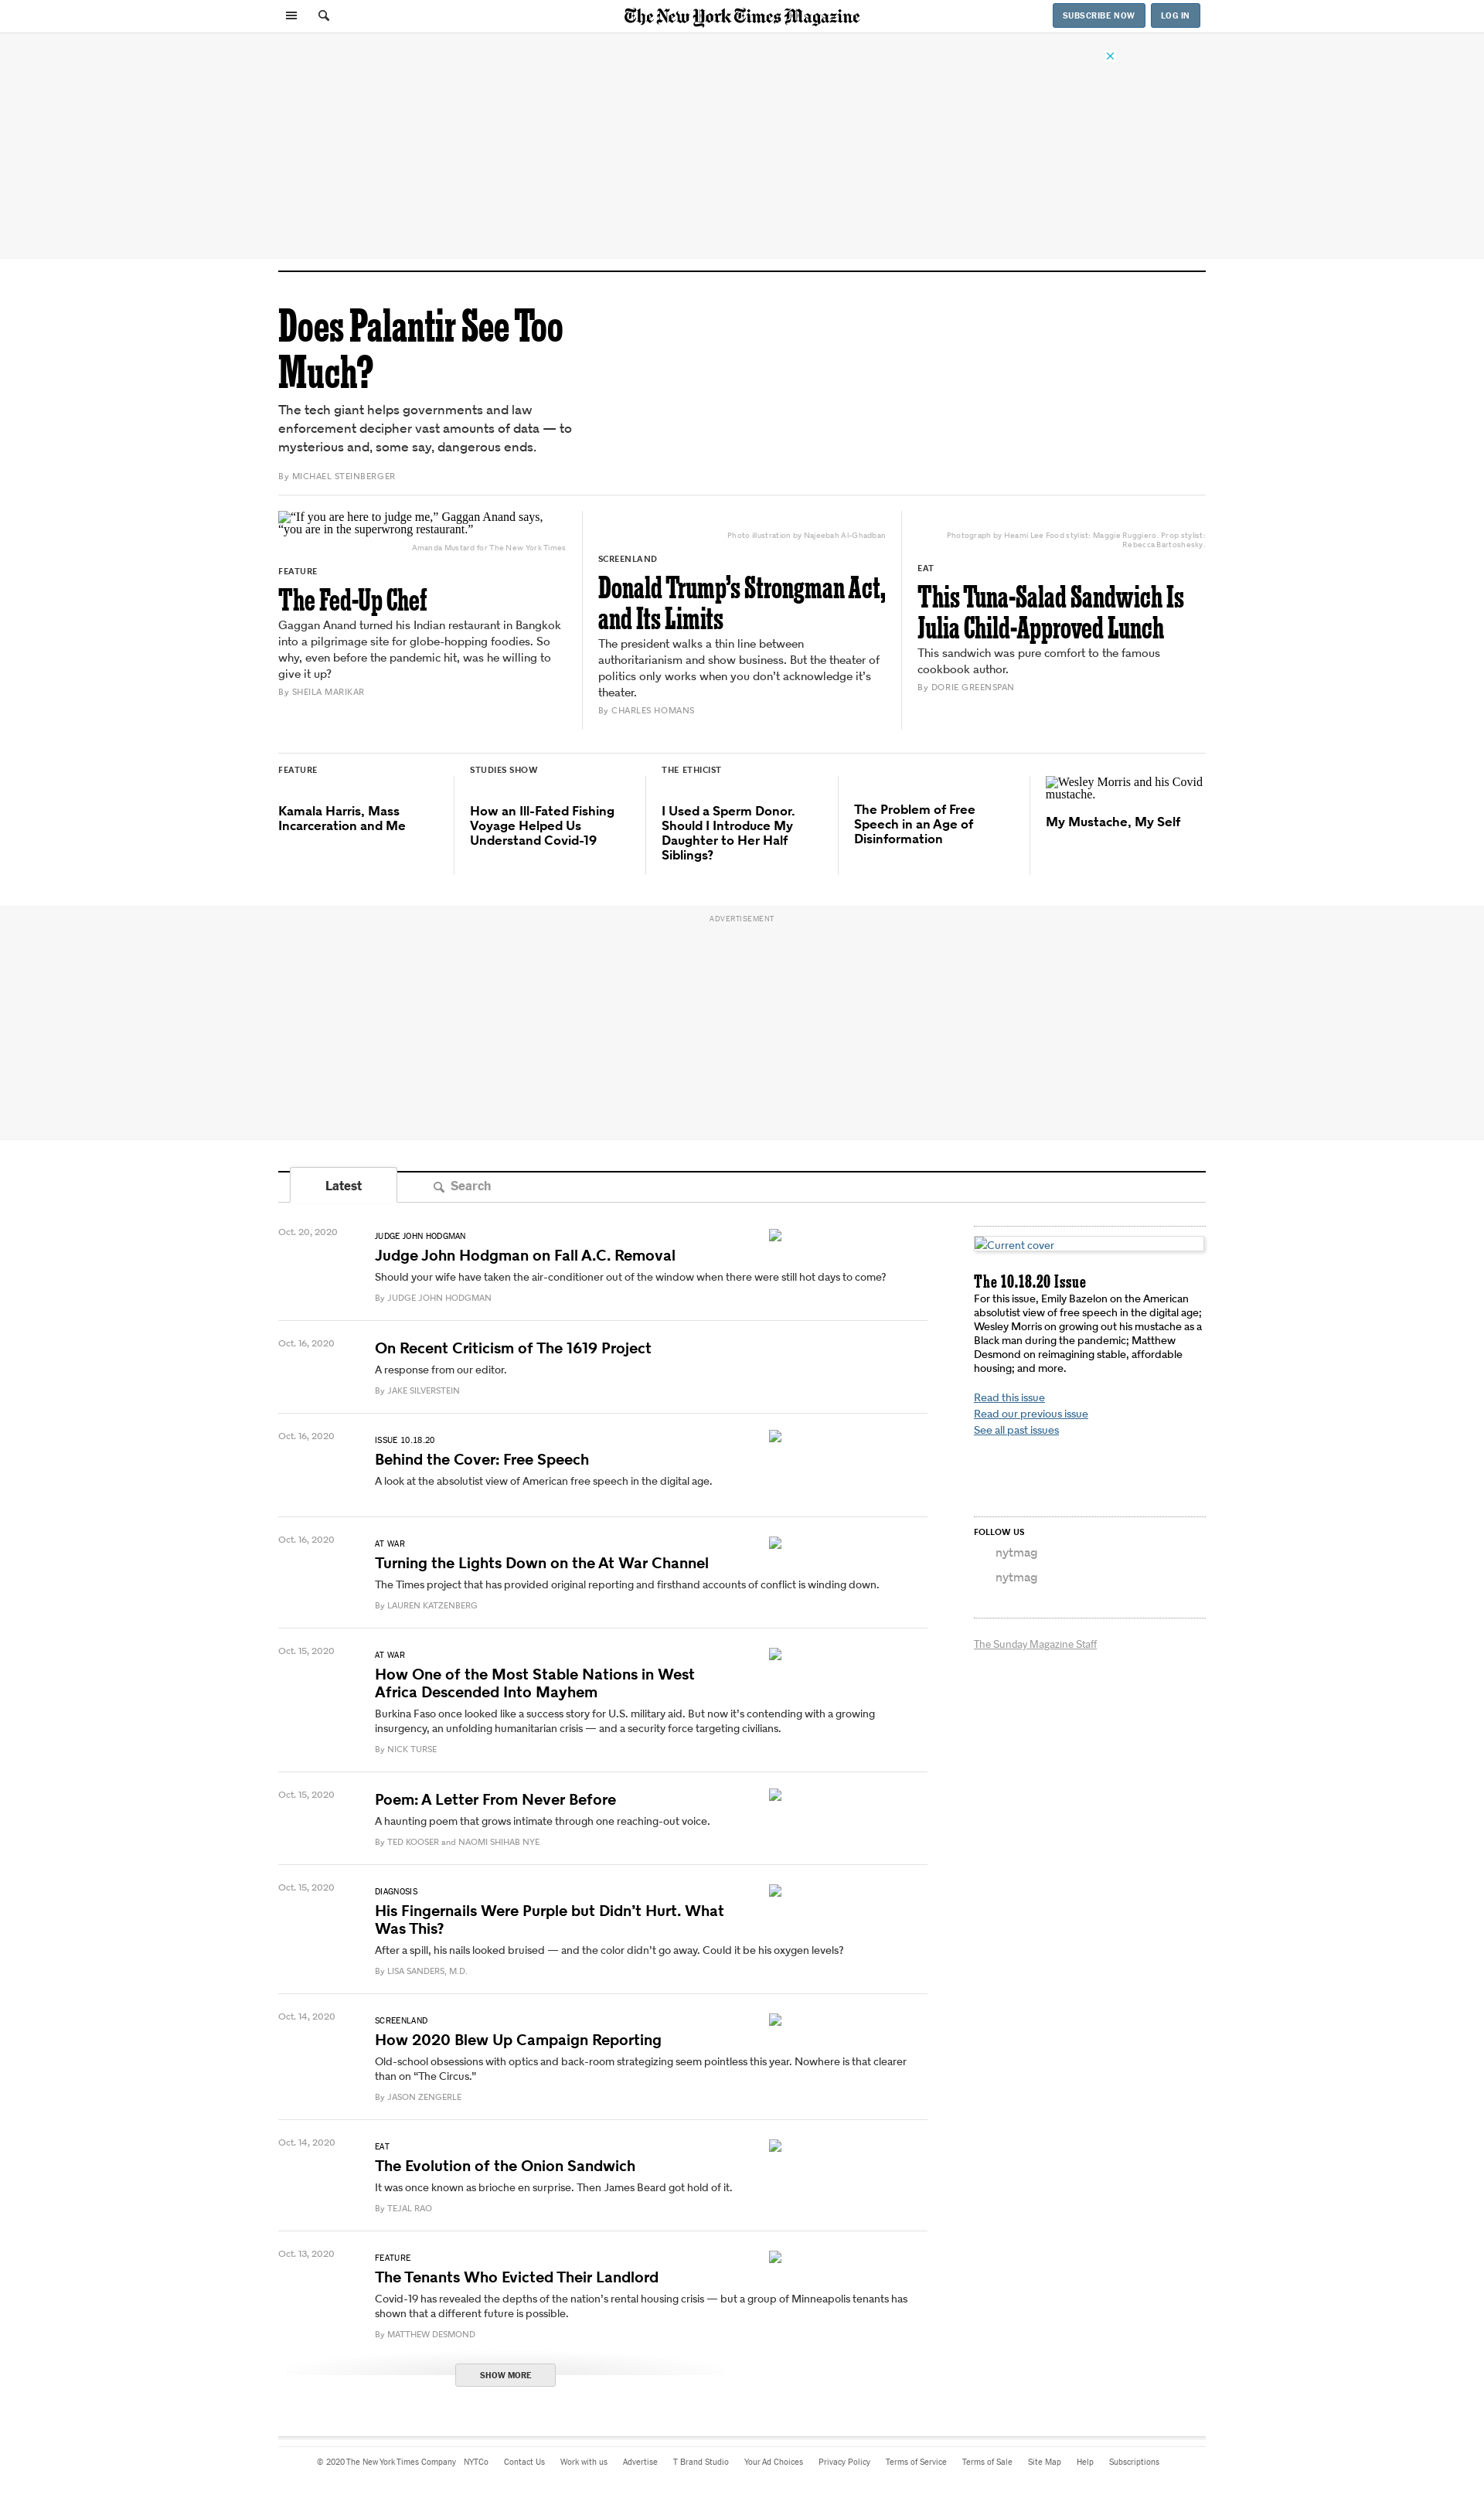 The New York Times Magazine
SUBSCRIBE NOW
LOG IN
Does Palantir See Too
Much?
The tech giant helps governments and law
enforcement decipher vast amounts of data — to
mysterious and, some say, dangerous ends.
By MICHAEL STEINBERGER
“If you are here to judge me,” Gaggan Anand says,
“you are in the superwrong restaurant.”
Amanda Mustard for The New York Times
FEATURE
The Fed-Up Chef
Gaggan Anand turned his Indian restaurant in Bangkok
into a pilgrimage site for globe-hopping foodies. So
why, even before the pandemic hit, was he willing to
give it up?
By SHEILA MARIKAR
Photo illustration by Najeebah Al-Ghadban
SCREENLAND
Donald Trump’s Strongman Act,
and Its Limits
The president walks a thin line between
authoritarianism and show business. But the theater of
politics only works when you don’t acknowledge it’s
theater.
By CHARLES HOMANS
Photograph by Heami Lee Food stylist: Maggie Ruggiero. Prop stylist:
Rebecca Bartoshesky.
EAT
This Tuna-Salad Sandwich Is
Julia Child-Approved Lunch
This sandwich was pure comfort to the famous
cookbook author.
By DORIE GREENSPAN
FEATURE
Kamala Harris, Mass
Incarceration and Me
STUDIES SHOW
How an Ill-Fated Fishing
Voyage Helped Us
Understand Covid-19
THE ETHICIST
I Used a Sperm Donor.
Should I Introduce My
Daughter to Her Half
Siblings?
The Problem of Free
Speech in an Age of
Disinformation
Wesley Morris and his Covid
mustache.
My Mustache, My Self
ADVERTISEMENT
Latest
Search
Oct. 20, 2020
JUDGE JOHN HODGMAN
Judge John Hodgman on Fall A.C. Removal
Should your wife have taken the air-conditioner out of the window when there were still hot days to come?
By JUDGE JOHN HODGMAN
Oct. 16, 2020
On Recent Criticism of The 1619 Project
A response from our editor.
By JAKE SILVERSTEIN
Oct. 16, 2020
ISSUE 10.18.20
Behind the Cover: Free Speech
A look at the absolutist view of American free speech in the digital age.
Oct. 16, 2020
AT WAR
Turning the Lights Down on the At War Channel
The Times project that has provided original reporting and firsthand accounts of conflict is winding down.
By LAUREN KATZENBERG
Oct. 15, 2020
AT WAR
How One of the Most Stable Nations in West
Africa Descended Into Mayhem
Burkina Faso once looked like a success story for U.S. military aid. But now it’s contending with a growing
insurgency, an unfolding humanitarian crisis — and a security force targeting civilians.
By NICK TURSE
Oct. 15, 2020
Poem: A Letter From Never Before
A haunting poem that grows intimate through one reaching-out voice.
By TED KOOSER and NAOMI SHIHAB NYE
Oct. 15, 2020
DIAGNOSIS
His Fingernails Were Purple but Didn’t Hurt. What
Was This?
After a spill, his nails looked bruised — and the color didn’t go away. Could it be his oxygen levels?
By LISA SANDERS, M.D.
Oct. 14, 2020
SCREENLAND
How 2020 Blew Up Campaign Reporting
Old-school obsessions with optics and back-room strategizing seem pointless this year. Nowhere is that clearer
than on “The Circus.”
By JASON ZENGERLE
Oct. 14, 2020
EAT
The Evolution of the Onion Sandwich
It was once known as brioche en surprise. Then James Beard got hold of it.
By TEJAL RAO
Oct. 13, 2020
FEATURE
The Tenants Who Evicted Their Landlord
Covid-19 has revealed the depths of the nation’s rental housing crisis — but a group of Minneapolis tenants has
shown that a different future is possible.
By MATTHEW DESMOND
SHOW MORE
Current cover
The 10.18.20 Issue
For this issue, Emily Bazelon on the American
absolutist view of free speech in the digital age;
Wesley Morris on growing out his mustache as a
Black man during the pandemic; Matthew
Desmond on reimagining stable, affordable
housing; and more.
Read this issue
Read our previous issue
See all past issues
FOLLOW US
nytmag
nytmag
The Sunday Magazine Staff
© 2020 The New York Times Company NYTCo Contact Us Work with us Advertise T Brand Studio Your Ad Choices Privacy Policy Terms of Service Terms of Sale Site Map Help Subscriptions